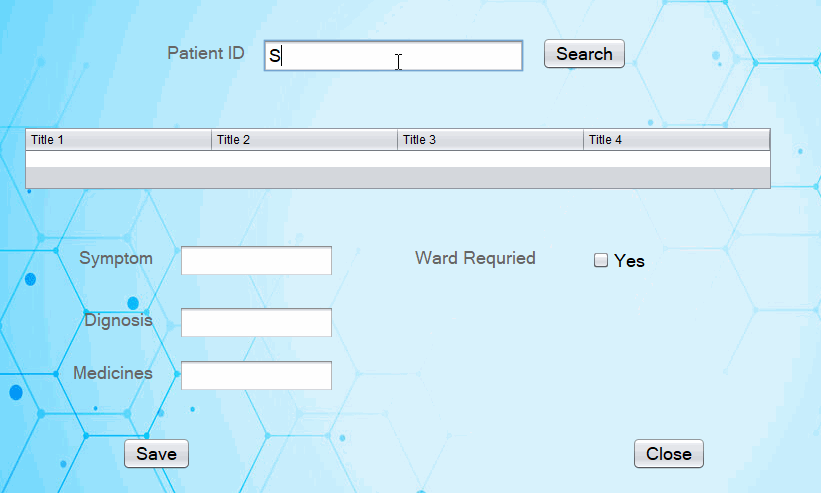 Patient ID S Search
Title 1 Title 2 Title 3 Title 4
Symptom Ward Requried Yes
Dignosis
Medicines
Save Close